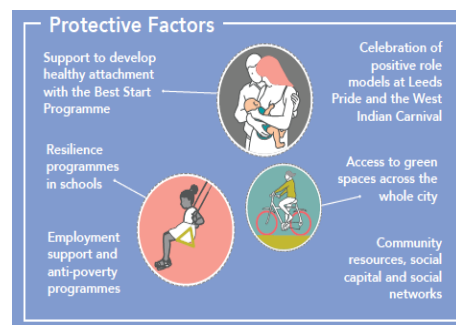 Protective Factors
Support to develop
healthy attachment
with the Best Start
Programme
Celebration of
positive role
models at Leeds
Pride and the West
Indian Carnival
Resilience
programmes
in schools
Access to green
spaces across the
whole city
Employment
support and
anti-poverty
programmes
Community
resources, social
capital and social
networks